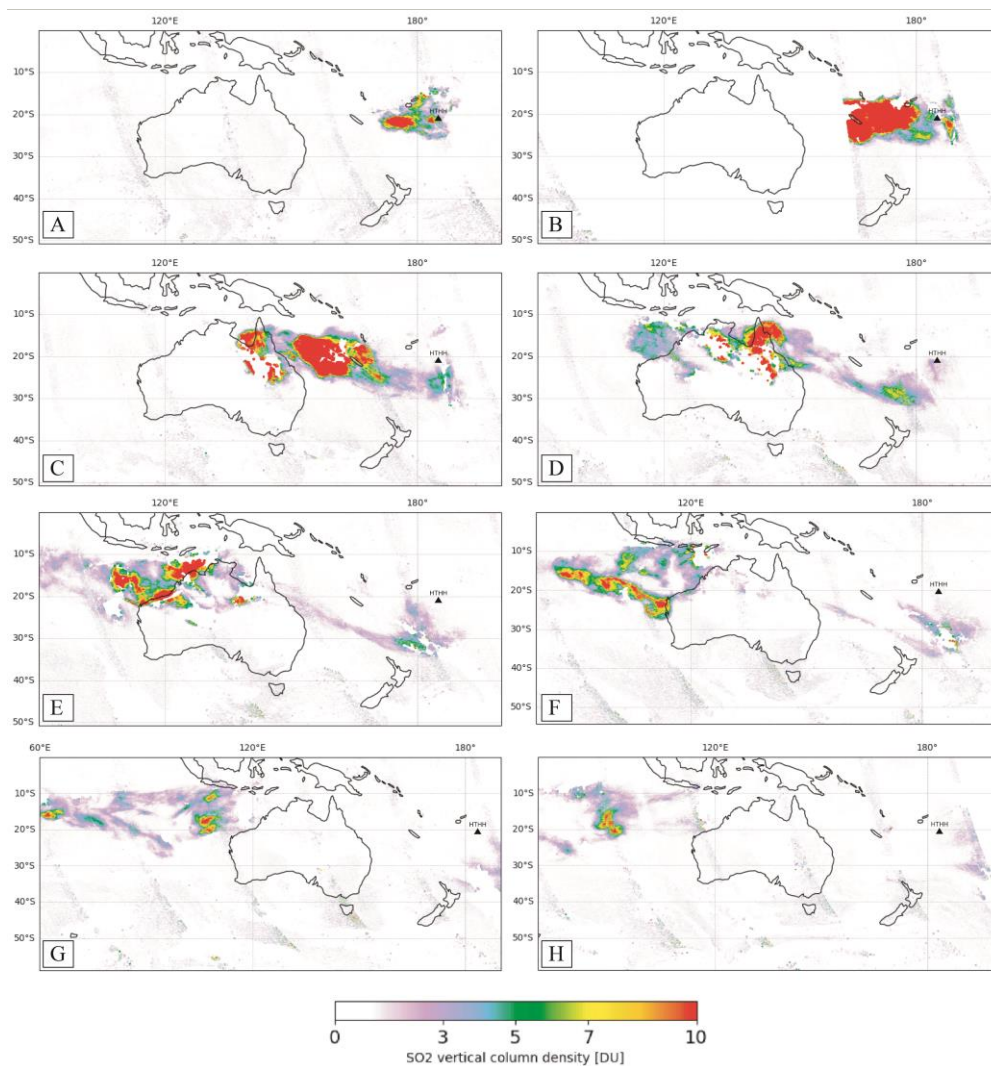 120°E 180° 120°E 180°
10°S 10°S
20°S HTHH 20°S HTHH
30°S 30°S
40°S 40°S
50°S A 50°S B
120°E 180° 120°E 180°
10°S 10°S
20°S HTHH 20°S HTHH
30°S 30°S
40°S 40°S
50°S C 50°S D
120°E 180° 120°E 180°
10°S 10°S
20°S HTHH 20°S HTHH
30°S 30°S
40°S 40°S
50°S E 50°S F
60°E 120°E 180° 120°E 180°
10°S 10°S
20°S HTHH 20°S HTHH
30°S 30°S
40°S 40°S
50°S G 50°S H
0 3 5 7 10
SO2 vertical column density [DU]